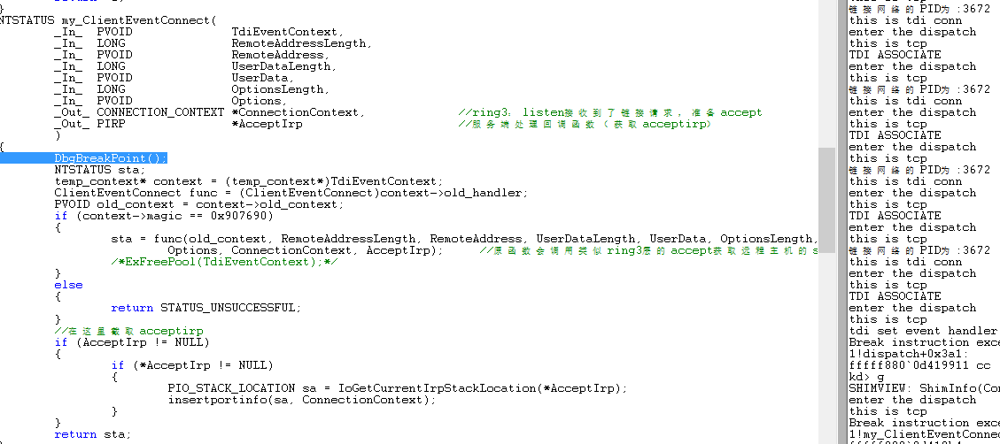 }
NTSTATUS my_ClientEventConnect(
_In_ PVOID TdiEventContext,
_In_ LONG RemoteAddressLength,
_In_ PVOID RemoteAddress,
_In_ LONG UserDataLength,
_In_ PVOID UserData,
_In_ LONG OptionsLength,
_In_ PVOID Options,
_Out_ CONNECTION_CONTEXT *ConnectionContext, //ring3: listen接收到了链接请求，准备accept
_Out_ PIRP *AcceptIrp //服务端处理回调函数（获取acceptirp）
)
{
DbgBreakPoint();
NTSTATUS sta;
temp_context* context = (temp_context*)TdiEventContext;
ClientEventConnect func = (ClientEventConnect)context->old_handler;
PVOID old_context = context->old_context;
if (context->magic == 0x907690)
{
sta = func(old_context, RemoteAddressLength, RemoteAddress, UserDataLength, UserData, OptionsLength,
Options, ConnectionContext, AcceptIrp); //原函数会调用类似ring3层的accept获取远程主机的s
/*ExFreePool(TdiEventContext);*/
}
else
{
return STATUS_UNSUCCESSFUL;
}
//在这里截取acceptirp
if (AcceptIrp != NULL)
{
if (*AcceptIrp != NULL)
{
PIO_STACK_LOCATION sa = IoGetCurrentIrpStackLocation(*AcceptIrp);
insertportinfo(sa, ConnectionContext);
}
}
return sta;
链接网络的PID为:3672
this is tdi conn
enter the dispatch
this is tcp
TDI ASSOCIATE
enter the dispatch
this is tcp
链接网络的PID为:3672
this is tdi conn
enter the dispatch
this is tcp
TDI ASSOCIATE
enter the dispatch
this is tcp
链接网络的PID为:3672
this is tdi conn
enter the dispatch
this is tcp
TDI ASSOCIATE
enter the dispatch
this is tcp
链接网络的PID为:3672
this is tdi conn
enter the dispatch
this is tcp
TDI ASSOCIATE
enter the dispatch
this is tcp
tdi set event handler
Break instruction exce
1!dispatch+0x3a1:
fffff880`0d419911 cc
kd> g
SHIMVIEW: ShimInfo(Com
enter the dispatch
this is tcp
Break instruction exce
1!my_ClientEventConnec